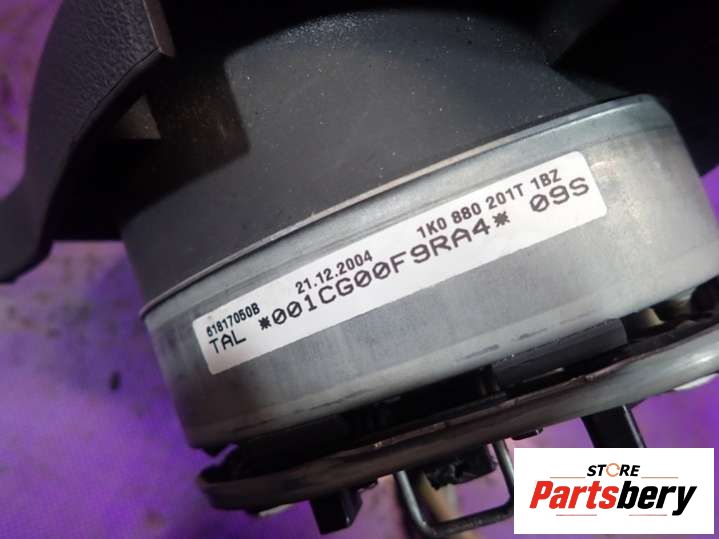 61817050B 21.12.2004 1K0 880 201T 1BZ
TAL *001CG00F9RA4* 09S
STORE
Partsbery